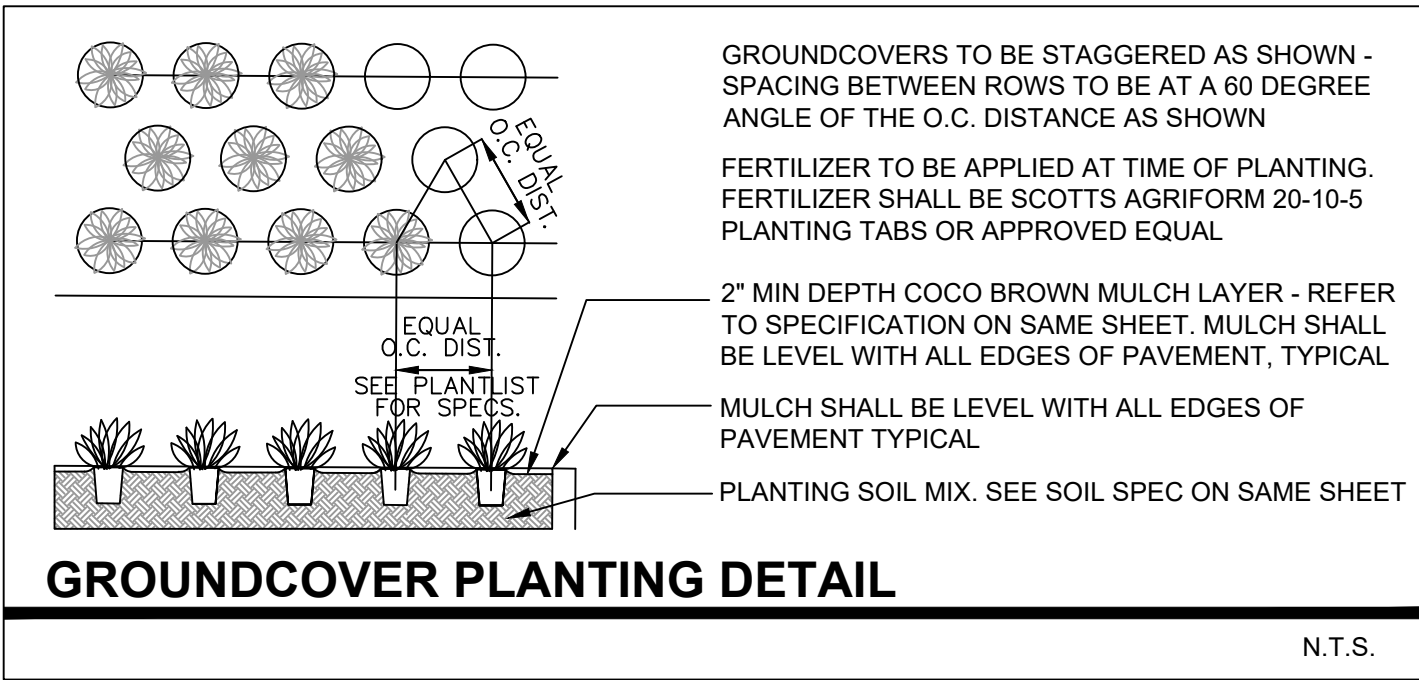 GROUNDCOVERS TO BE STAGGERED AS SHOWN -
SPACING BETWEEN ROWS TO BE AT A 60 DEGREE
ANGLE OF THE O.C. DISTANCE AS SHOWN
FERTILIZER TO BE APPLIED AT TIME OF PLANTING.
FERTILIZER SHALL BE SCOTTS AGRIFORM 20-10-5
PLANTING TABS OR APPROVED EQUAL
EQUAL
O.C. DIST.
2" MIN DEPTH COCO BROWN MULCH LAYER - REFER
TO SPECIFICATION ON SAME SHEET. MULCH SHALL
BE LEVEL WITH ALL EDGES OF PAVEMENT, TYPICAL
EQUAL
O.C. DIST.
SEE PLANTLIST
FOR SPECS.
MULCH SHALL BE LEVEL WITH ALL EDGES OF
PAVEMENT TYPICAL
PLANTING SOIL MIX. SEE SOIL SPEC ON SAME SHEET
GROUNDCOVER PLANTING DETAIL
N.T.S.